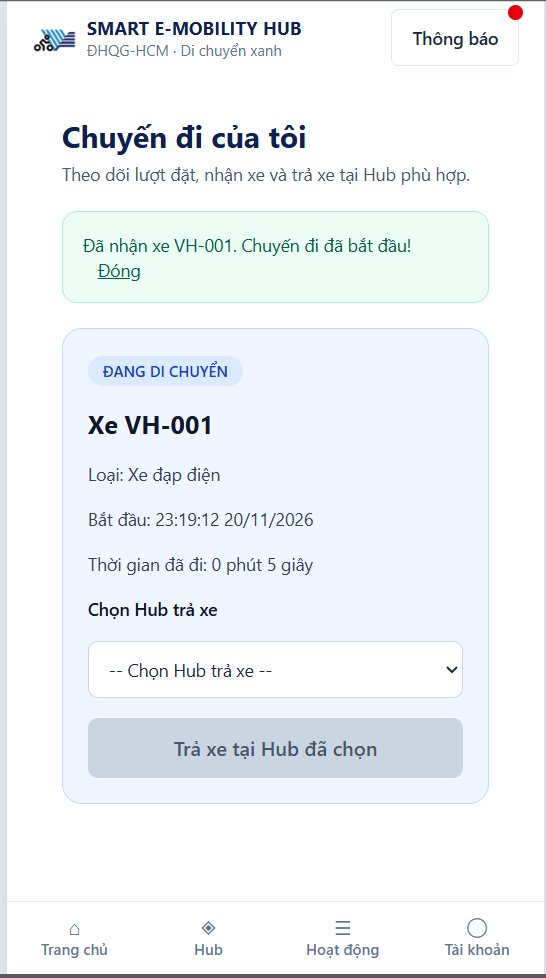 SMART E-MOBILITY HUB
ĐHQG-HCM · Di chuyển xanh
Thông báo
Chuyến đi của tôi
Theo dõi lượt đặt, nhận xe và trả xe tại Hub phù hợp.
Đã nhận xe VH-001. Chuyến đi đã bắt đầu!
Đóng
ĐANG DI CHUYỂN
Xe VH-001
Loại: Xe đạp điện
Bắt đầu: 23:19:12 20/11/2026
Thời gian đã đi: 0 phút 5 giây
Chọn Hub trả xe
-- Chọn Hub trả xe --
Trả xe tại Hub đã chọn
Trang chủ
Hub
Hoạt động
Tài khoản